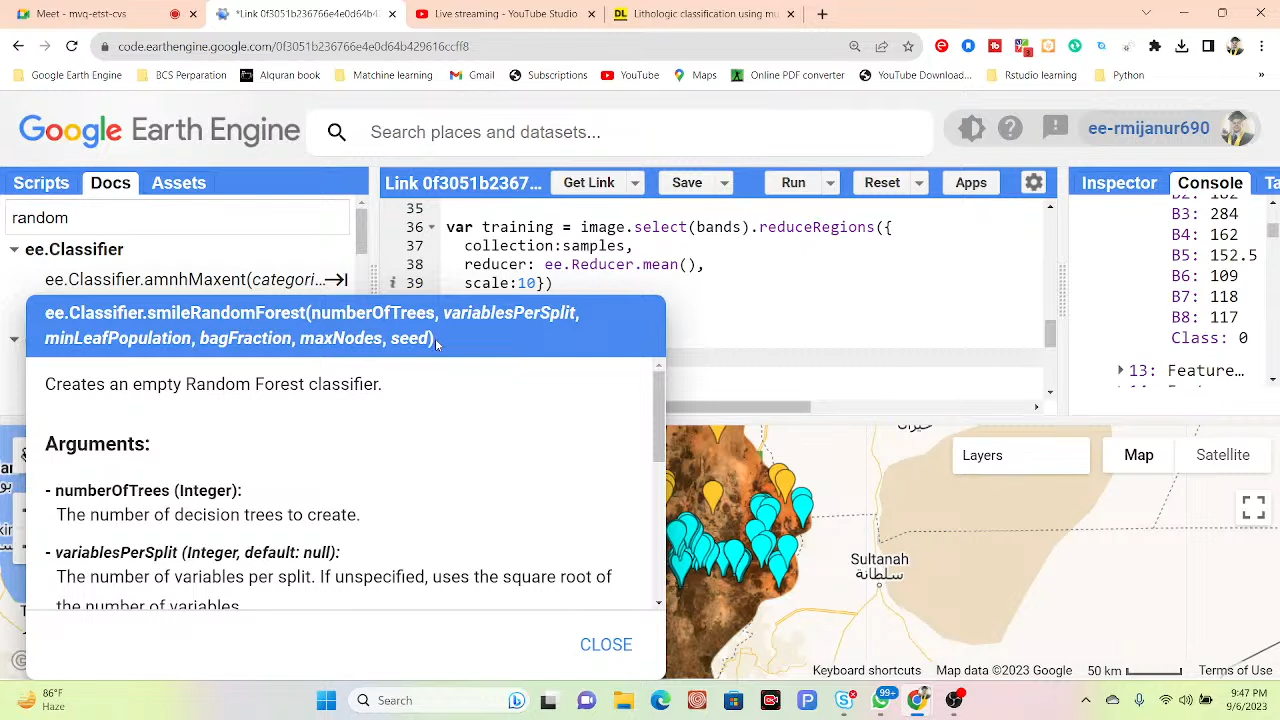 Meet - mvq-etst-cvs
*Link 0f3051b236766e4e0d64b4
Live streaming - YouTube Studio
DL Lithologic classification using mu
code.earthengine.google.com
Google Earth Engine
BCS Perparation
Alquran book
Matchine learning
Gmail
Subscriptions
YouTube
Maps
Online PDF converter
YouTube Download...
Rstudio learning
Python
»
Google Earth Engine
Search places and datasets...
ee-rmijanur690
Scripts
Docs
Assets
Link 0f3051b2367...
Get Link
Save
Run
Reset
Apps
Inspector
Console
random
ee.Classifier
ee.Classifier.amnhMaxent(categori...
35
36 var training = image.select(bands).reduceRegions({
37 collection:samples,
38 reducer: ee.Reducer.mean(),
39 scale:10})
B3: 284
B4: 162
B5: 152.5
B6: 109
B7: 118
B8: 117
Class: 0
13: Feature…
ee.Classifier.smileRandomForest(numberOfTrees, variablesPerSplit,
minLeafPopulation, bagFraction, maxNodes, seed)
Creates an empty Random Forest classifier.
Arguments:
- numberOfTrees (Integer):
The number of decision trees to create.
- variablesPerSplit (Integer, default: null):
The number of variables per split. If unspecified, uses the square root of
the number of variables
CLOSE
Layers
Map
Satellite
Sultanah
سلطانة
Keyboard shortcuts
Map data ©2023 Google
50 km
Terms of Use
86°F
Haze
Search
99+
9:47 PM
9/6/2023